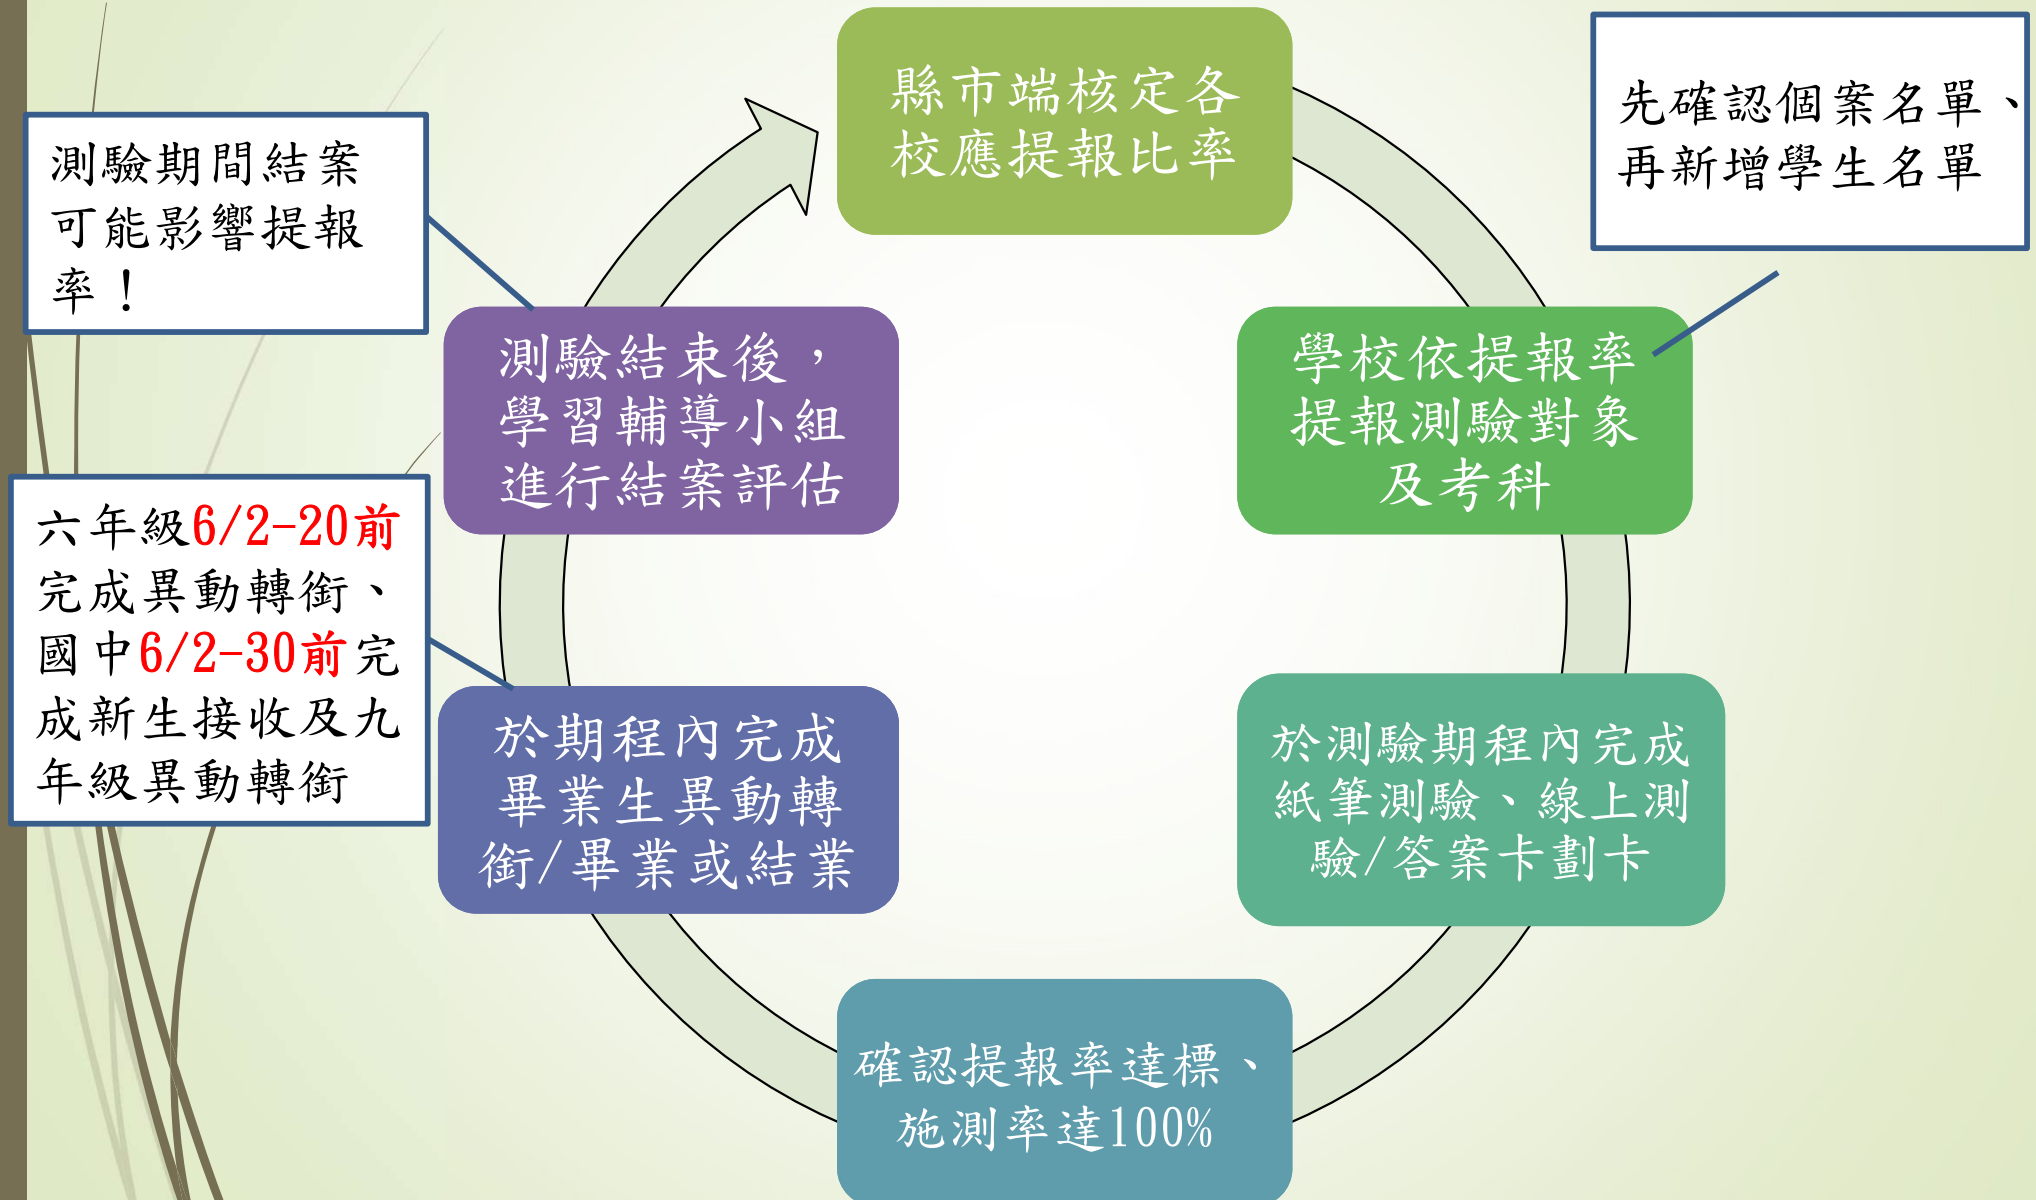 縣市端核定各
校應提報比率
先確認個案名單、
再新增學生名單
學校依提報率
提報測驗對象
及考科
於測驗期程內完成
紙筆測驗、線上測
驗/答案卡劃卡
確認提報率達標、
施測率達100%
於期程內完成
畢業生異動轉
銜/畢業或結業
六年級6/2-20前
完成異動轉銜、
國中6/2-30前完
成新生接收及九
年級異動轉銜
測驗結束後，
學習輔導小組
進行結案評估
測驗期間結案
可能影響提報
率！